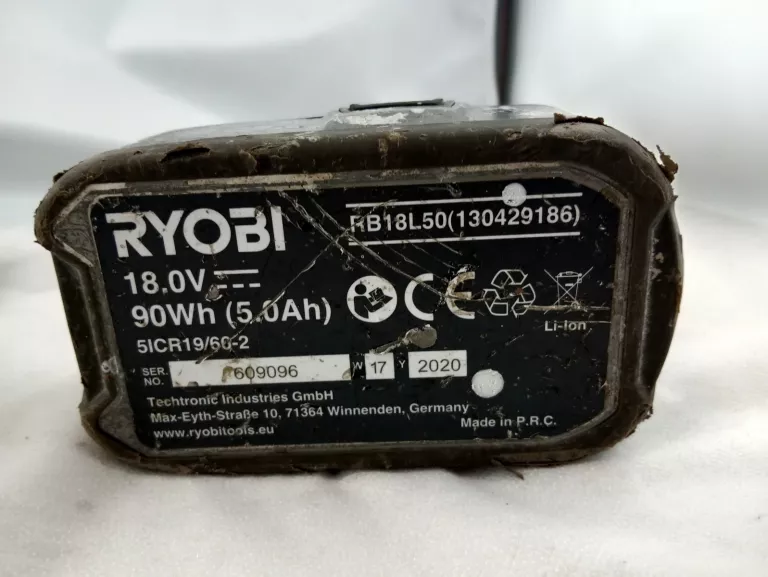 RYOBI
RB18L50(130429186)
18.0V
90Wh (5.0Ah)
5ICR19/66-2
CE
Li-Ion
SER. NO. 609096 W 17 Y 2020
Techtronic Industries GmbH
Max-Eyth-Straße 10, 71364 Winnenden, Germany
www.ryobitools.eu
Made in P.R.C.